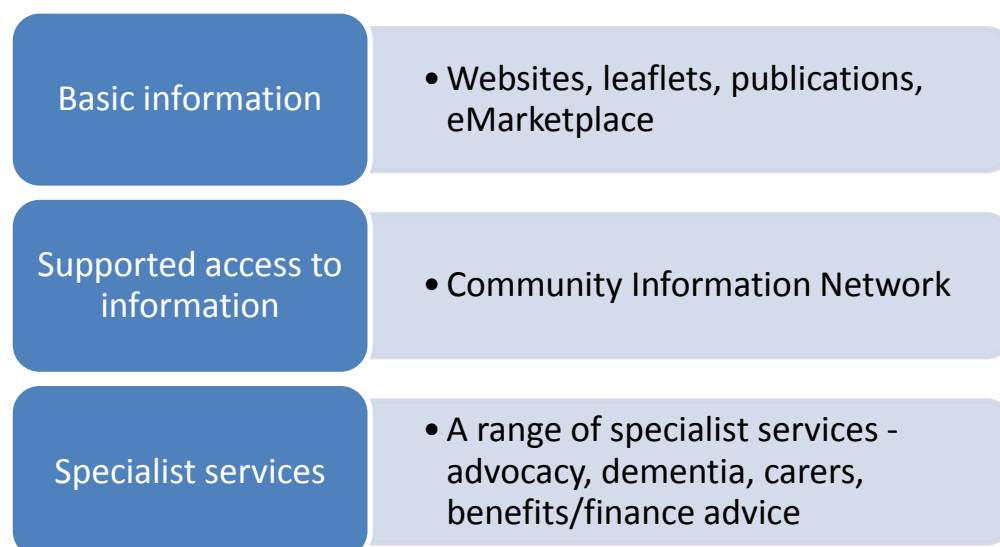 Basic information
• Websites, leaflets, publications,
eMarketplace
Supported access to
information
• Community Information Network
Specialist services
• A range of specialist services -
advocacy, dementia, carers,
benefits/finance advice